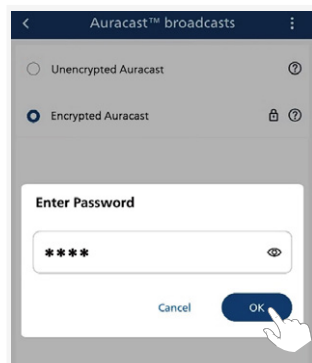 Auracast™ broadcasts
Unencrypted Auracast
Encrypted Auracast
Enter Password
****
Cancel OK